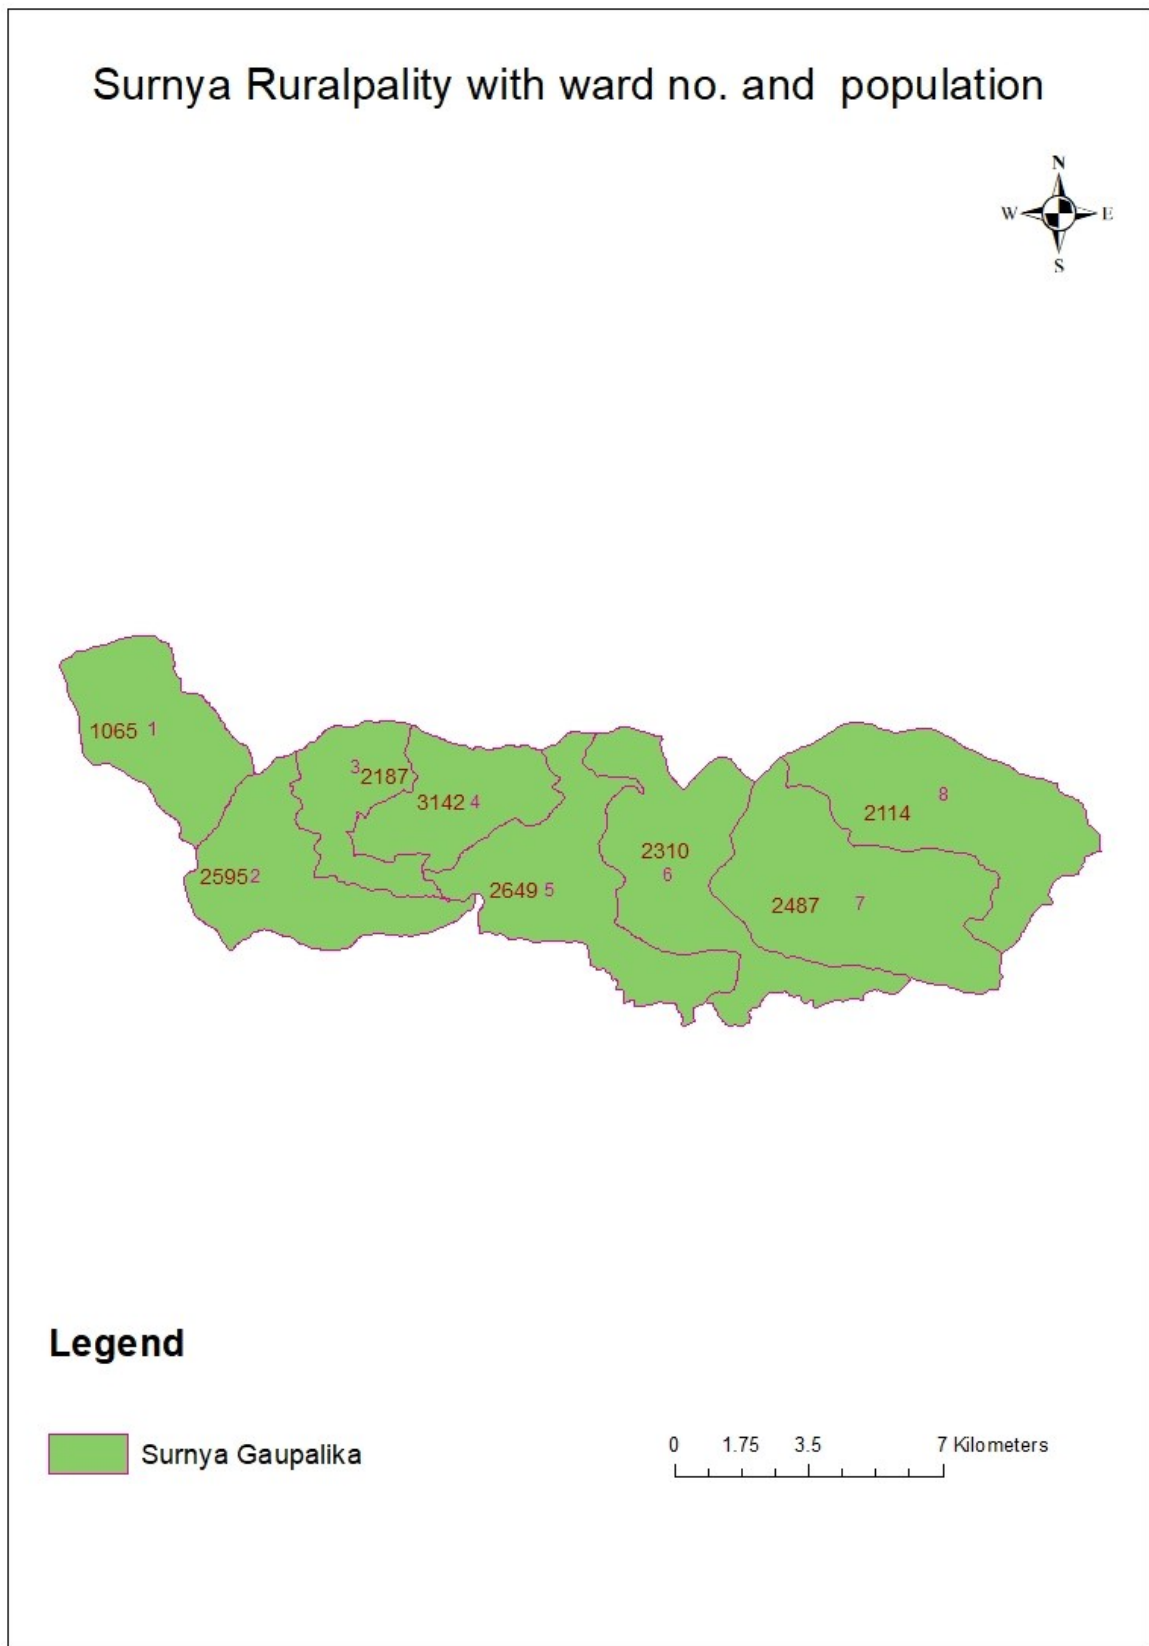 Surnya Ruralpality with ward no. and population
N
W E
S
1065 1
3
2187
3142 4
8
2114
2310
6
25952
2649 5
2487 7
Legend
Surnya Gaupalika
0 1.75 3.5 7 Kilometers